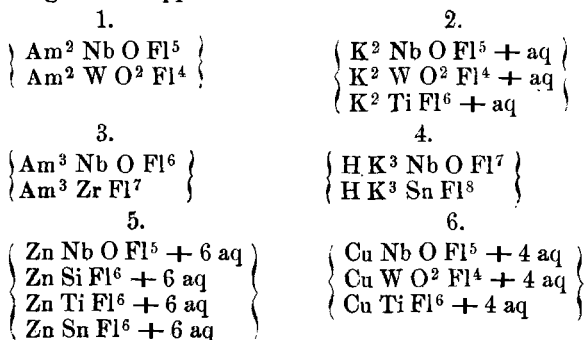 1.
Am² Nb O Fl⁵
Am² W O² Fl⁴
2.
K² Nb O Fl⁵ + aq
K² W O² Fl⁴ + aq
K² Ti Fl⁶ + aq
3.
Am³ Nb O Fl⁶
Am³ Zr Fl⁷
4.
H K³ Nb O Fl⁷
H K³ Sn Fl⁸
5.
Zn Nb O Fl⁵ + 6 aq
Zn Si Fl⁶ + 6 aq
Zn Ti Fl⁶ + 6 aq
Zn Sn Fl⁶ + 6 aq
6.
Cu Nb O Fl⁵ + 4 aq
Cu W O² Fl⁴ + 4 aq
Cu Ti Fl⁶ + 4 aq